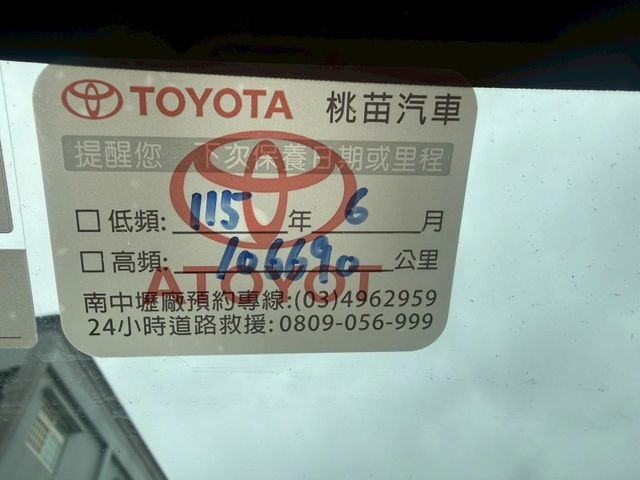 TOYOTA 桃苗汽車
提醒您 下次保養日期或里程
□低頻: 115 年 6 月
□高頻: 106690 公里
ATOYOT
南中壢廠預約專線:(03)4962959
24小時道路救援:0809-056-999